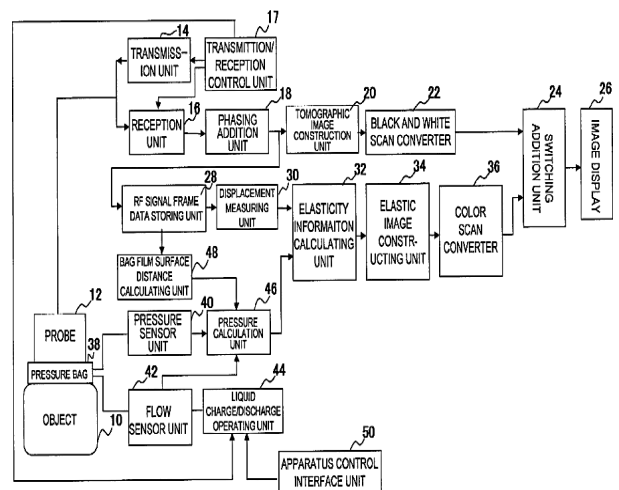 17
14
TRANSMISS-
ION UNIT
TRANSMITTION/
RECEPTION
CONTROL UNIT
16
RECEPTION
UNIT
18
PHASING
ADDITION
UNIT
20
TOMOGRAPHIC
IMAGE
CONSTRUCTION
UNIT
22
BLACK AND WHITE
SCAN CONVERTER
24
SWITCHING
ADDITION UNIT
26
IMAGE DISPLAY
28
RF SIGNAL FRAME
DATA STORING UNIT
30
DISPLACEMENT
MEASURING
UNIT
32
ELASTICITY
INFORMAITON
CALCULATING
UNIT
34
ELASTIC
IMAGE
CONSTR-
UCTING UNIT
36
COLOR
SCAN
CONVERTER
48
BAG FILM SURFACE
DISTANCE
CALCULATING UNIT
12
PROBE
38
PRESSURE BAG
OBJECT
10
40
PRESSURE
SENSOR
UNIT
46
PRESSURE
CALCULATION
UNIT
42
FLOW
SENSOR UNIT
44
LIQUID
CHARGE/DISCHARGE
OPERATING UNIT
50
APPARATUS CONTROL
INTERFACE UNIT